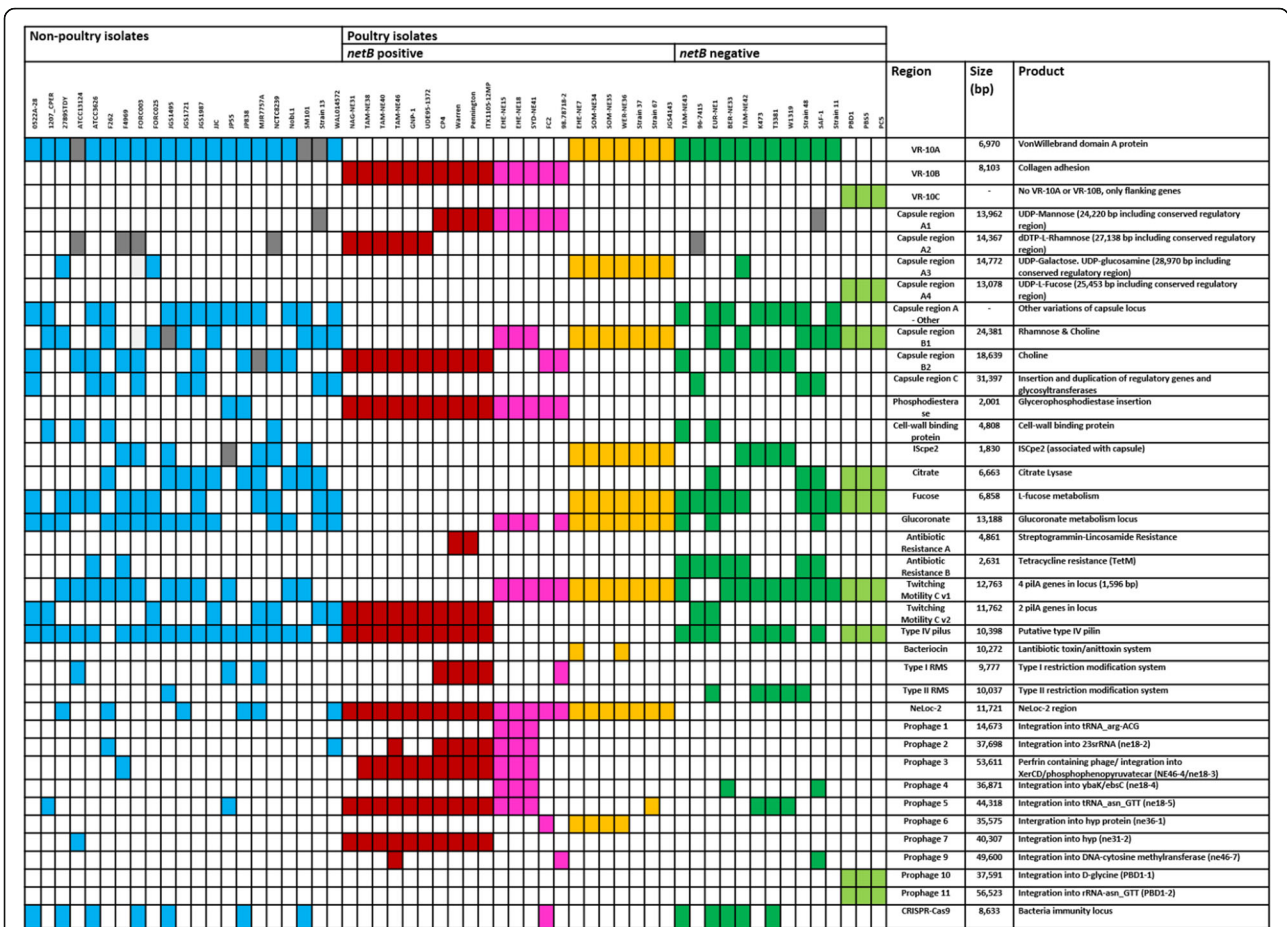 Non-poultry isolates
Poultry isolates
netB positive
netB negative
0522A-28
1207_CPER
2789STDY
ATCC13124
ATCC3626
F262
F4969
FORC003
FORC025
JGS1495
JGS1721
JGS1987
JJC
JP55
JP838
MJR7757A
NCTC8239
NobL1
SM101
Strain 13
WAL014572
NAG-NE31
TAM-NE38
TAM-NE40
TAM-NE46
GNP-1
UDE95-1372
CP4
Warren
Pennington
ITX1105-12MP
EHE-NE15
EHE-NE18
SYD-NE41
FC2
98.78718-2
EHE-NE7
SOM-NE34
SOM-NE35
WER-NE36
Strain 37
Strain 67
JGS4143
TAM-NE43
96-7415
EUR-NE1
BER-NE33
TAM-NE42
K473
T3381
W1319
Strain 48
SAF-1
Strain 11
PBD1
PBS5
PC5
Region
Size
(bp)
Product
VR-10A
6,970
VonWillebrand domain A protein
VR-10B
8,103
Collagen adhesion
VR-10C
-
No VR-10A or VR-10B, only flanking genes
Capsule region
A1
13,962
UDP-Mannose (24,220 bp including conserved regulatory
region)
Capsule region
A2
14,367
dDTP-L-Rhamnose (27,138 bp including conserved regulatory
region)
Capsule region
A3
14,772
UDP-Galactose. UDP-glucosamine (28,970 bp including
conserved regulatory region)
Capsule region
A4
13,078
UDP-L-Fucose (25,453 bp including conserved regulatory
region)
Capsule region A
- Other
-
Other variations of capsule locus
Capsule region
B1
24,381
Rhamnose & Choline
Capsule region
B2
18,639
Choline
Capsule region C
31,397
Insertion and duplication of regulatory genes and
glycosyltransferases
Phosphodiestera
se
2,001
Glycerophosphodiestase insertion
Cell-wall binding
protein
4,808
Cell-wall binding protein
IScpe2
1,830
ISCpe2 (associated with capsule)
Citrate
6,663
Citrate Lysase
Fucose
6,858
L-fucose metabolism
Glucoronate
13,188
Glucoronate metabolism locus
Antibiotic
Resistance A
4,861
Streptogrammin-Lincosamide Resistance
Antibiotic
Resistance B
2,631
Tetracycline resistance (TetM)
Twitching
Motility C v1
12,763
4 pilA genes in locus (1,596 bp)
Twitching
Motility C v2
11,762
2 pilA genes in locus
Type IV pilus
10,398
Putative type IV pilin
Bacteriocin
10,272
Lantibiotic toxin/anittoxin system
Type I RMS
9,777
Type I restriction modification system
Type II RMS
10,037
Type II restriction modification system
NeLoc-2
11,721
NeLoc-2 region
Prophage 1
14,673
Integration into tRNA_arg-ACG
Prophage 2
37,698
Integration into 23srRNA (ne18-2)
Prophage 3
53,611
Perfrin containing phage/ integration into
XerCD/phosphophenopyruvatecar (NE46-4/ne18-3)
Prophage 4
36,871
Integration into ybaK/ebsC (ne18-4)
Prophage 5
44,318
Integration into tRNA_asn_GTT (ne18-5)
Prophage 6
35,575
Intergration into hyp protein (ne36-1)
Prophage 7
40,307
Integration into hyp (ne31-2)
Prophage 9
49,600
Integration into DNA-cytosine methyltransferase (ne46-7)
Prophage 10
37,591
Integration into D-glycine (PBD1-1)
Prophage 11
56,523
Integration into rRNA-asn_GTT (PBD1-2)
CRISPR-Cas9
8,633
Bacteria immunity locus